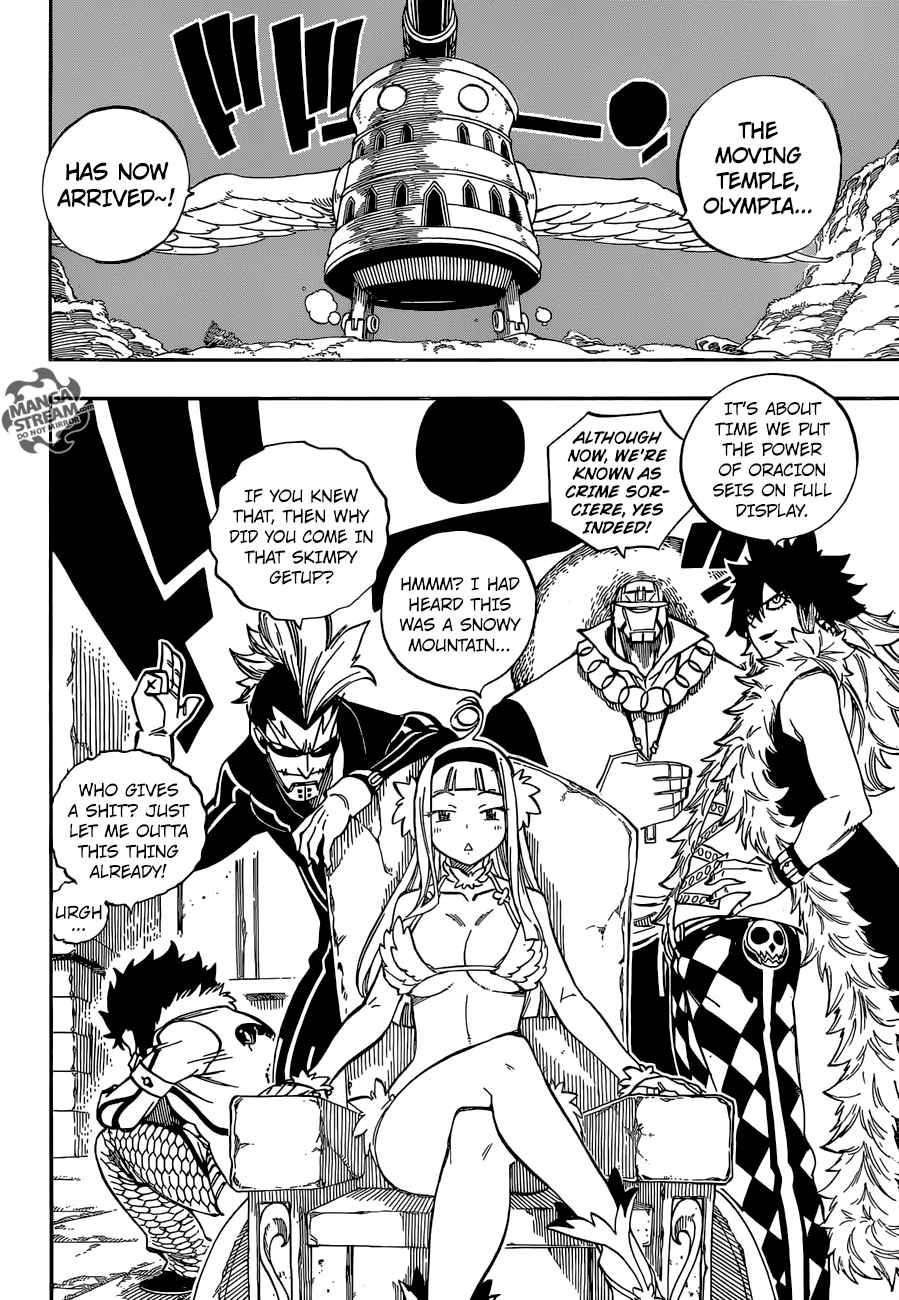 THE
MOVING
TEMPLE,
OLYMPIA...
HAS NOW
ARRIVED~!
MANGA
STREAM.com
DO NOT MIRROR
IT'S ABOUT
TIME WE PUT
THE POWER
OF ORACION
SEIS ON FULL
DISPLAY.
ALTHOUGH
NOW, WE'RE
KNOWN AS
CRIME SOR-
CIERE, YES
INDEED!
HMMM? I HAD
HEARD THIS
WAS A SNOWY
MOUNTAIN...
IF YOU KNEW
THAT, THEN WHY
DID YOU COME IN
THAT SKIMPY
GETUP?
WHO GIVES
A SHIT? JUST
LET ME OUTTA
THIS THING
ALREADY!
URGH
...